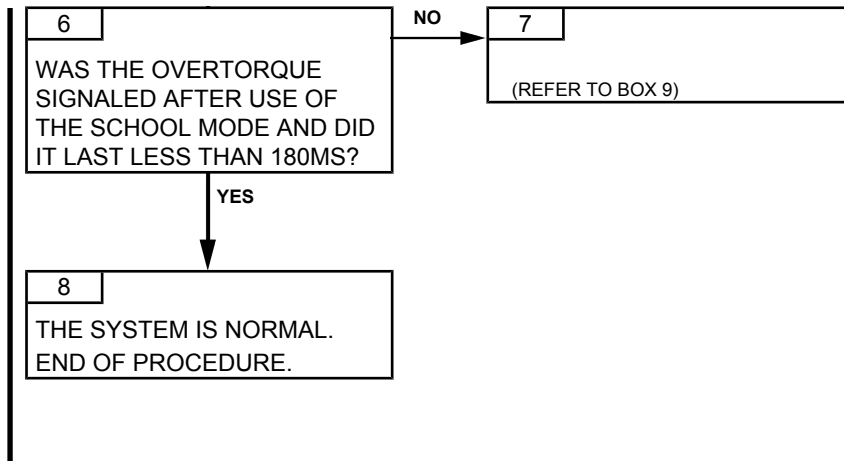 6
WAS THE OVERTORQUE
SIGNALED AFTER USE OF
THE SCHOOL MODE AND DID
IT LAST LESS THAN 180MS?
NO
7
(REFER TO BOX 9)
YES
8
THE SYSTEM IS NORMAL.
END OF PROCEDURE.